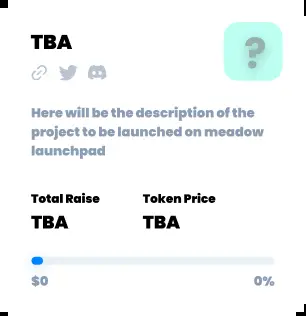 TBA
?
Here will be the description of the
project to be launched on meadow
launchpad
Total Raise Token Price
TBA TBA
$0 0%